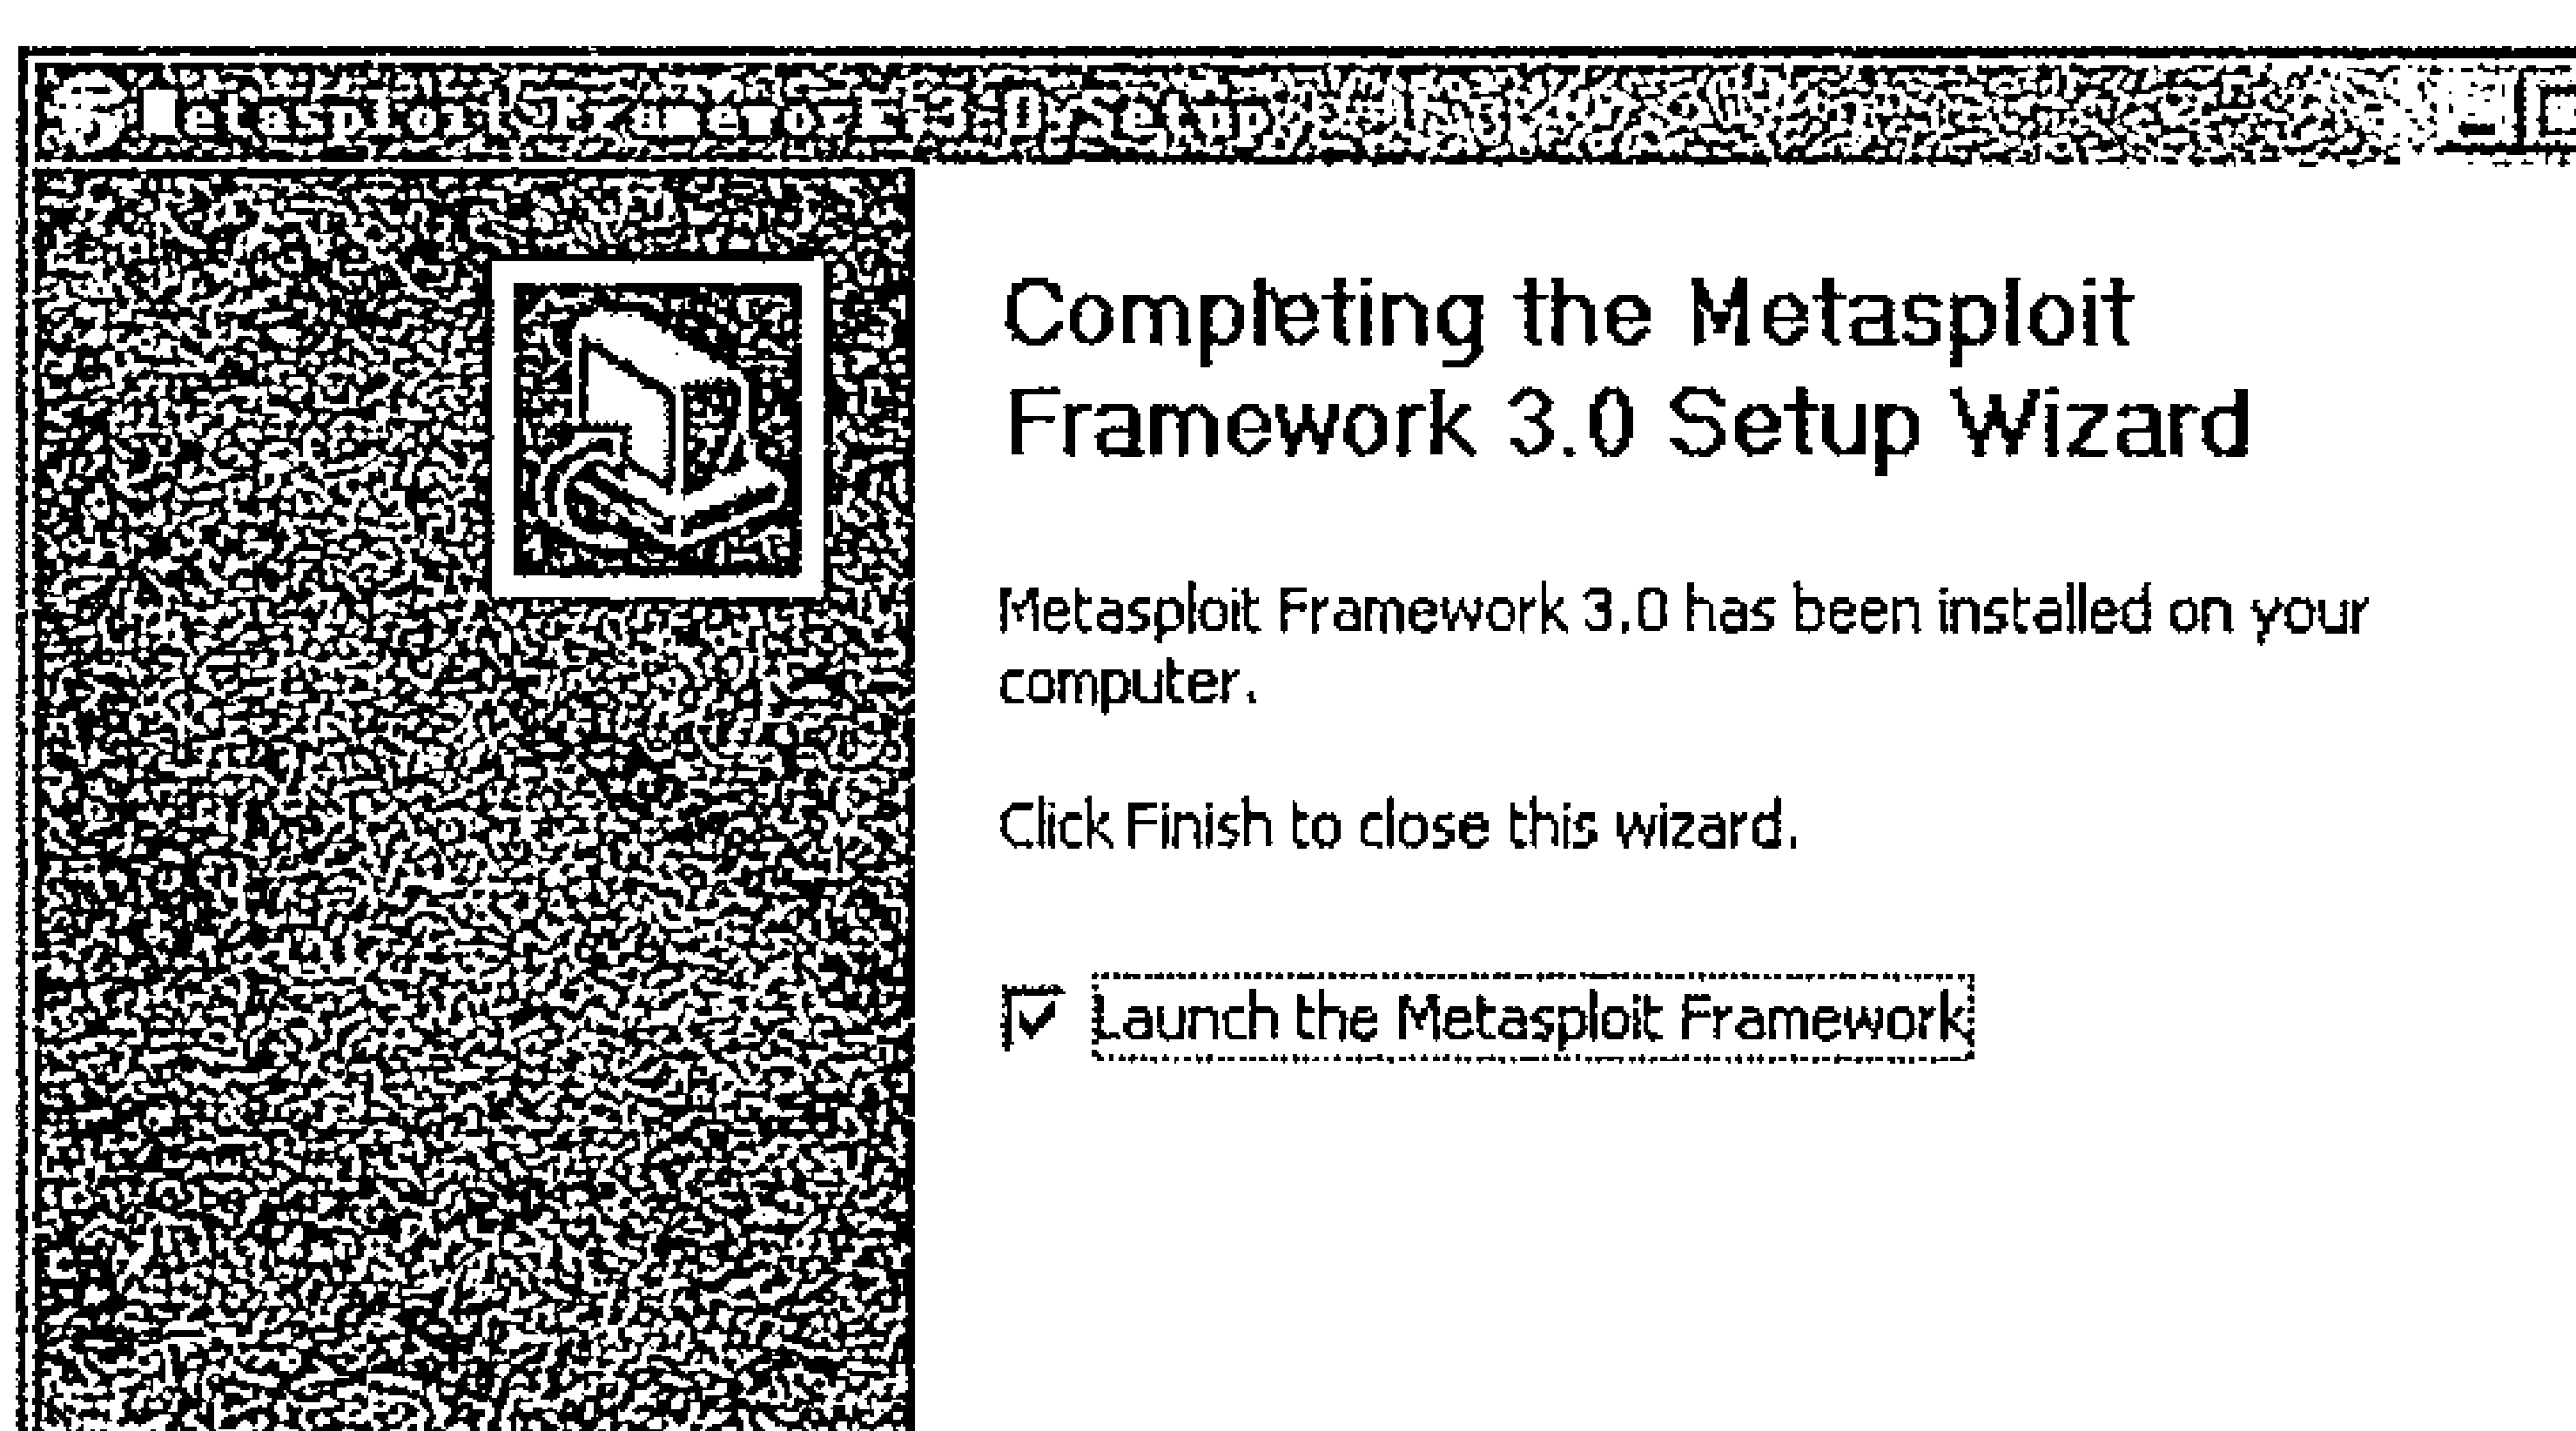 Metasploit Framework 3.0 Setup
Completing the Metasploit
Framework 3.0 Setup Wizard
Metasploit Framework 3.0 has been installed on your
computer.
Click Finish to close this wizard.
Launch the Metasploit Framework